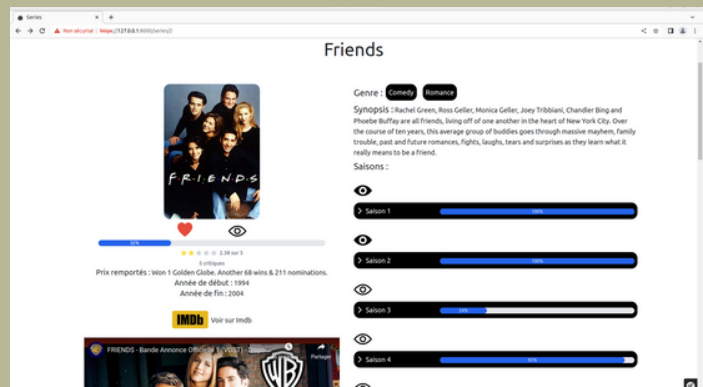 Series
Non sécurisé | https://127.0.0.1:8000/series/2
Friends
F·R·I·E·N·D·S
2.39 sur 5
5 critiques
Prix remportés : Won 1 Golden Globe. Another 68 wins & 211 nominations.
Année de début : 1994
Année de fin : 2004
IMDb Voir sur Imdb
FRIENDS - Bande Annonce Officielle
Partager
WB
Genre : Comedy Romance
Synopsis : Rachel Green, Ross Geller, Monica Geller, Joey Tribbiani, Chandler Bing and
Phoebe Buffay are all friends, living off of one another in the heart of New York City. Over
the course of ten years, this average group of buddies goes through massive mayhem, family
trouble, past and future romances, fights, laughs, tears and surprises as they learn what it
really means to be a friend.
Saisons :
Saison 1 100%
Saison 2 100%
Saison 3
Saison 4